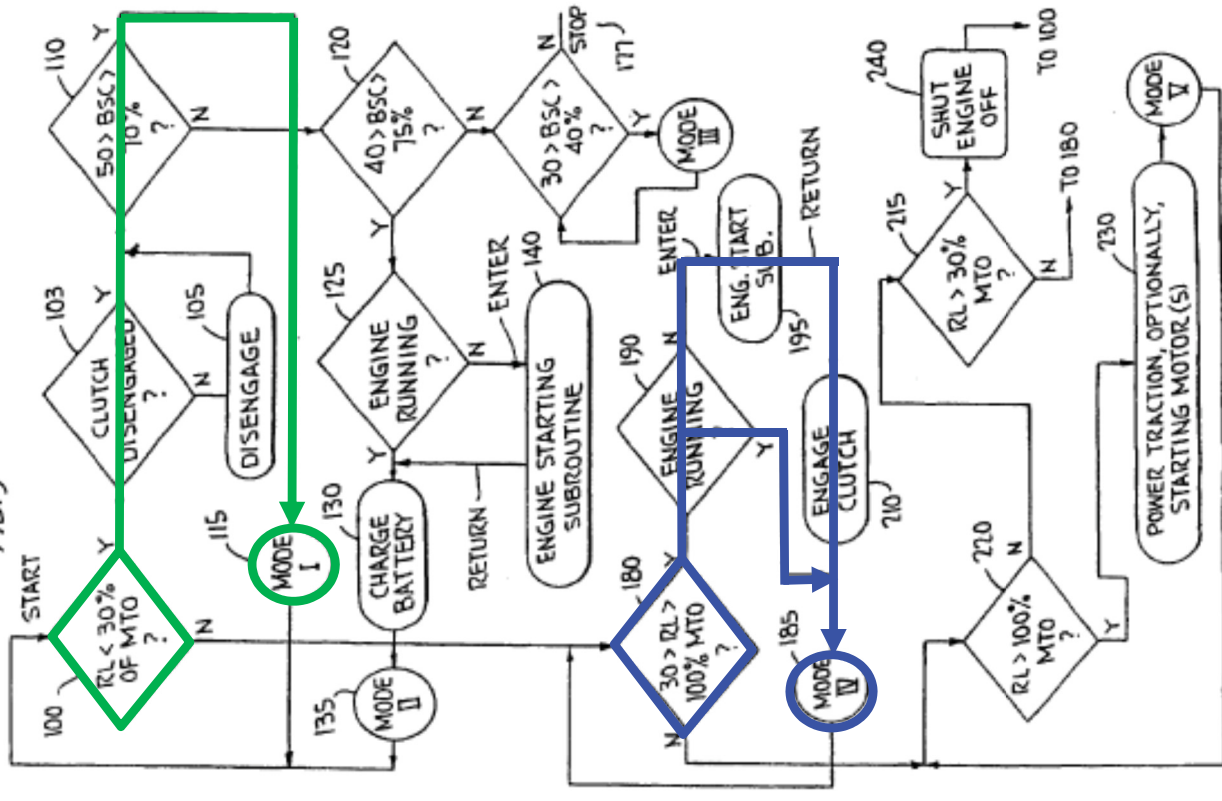 START
100
RL < 30%
OF MTO
?
Y
N
103
CLUTCH
DISENGAGED
?
Y
N
105
DISENGAGE
110
50 > BSC >
70%
?
Y
N
115
MODE
I
120
40 > BSC >
75%
?
Y
N
125
ENGINE
RUNNING
?
Y
N
ENTER
130
CHARGE
BATTERY
135
MODE
II
140
ENGINE STARTING
SUBROUTINE
RETURN
30 > BSC >
40%
?
N
STOP
177
Y
MODE
III
180
30 > RL >
100% MTO
?
Y
N
190
ENGINE
RUNNING
?
N
Y
ENTER
ENG. START
SUB.
195
RETURN
ENGAGE
CLUTCH
210
185
MODE
IV
220
RL > 100%
MTO
?
N
Y
215
RL > 30%
MTO
?
Y
N
TO 180
240
SHUT
ENGINE
OFF
TO 100
230
POWER TRACTION, OPTIONALLY,
STARTING MOTOR(S)
MODE
V